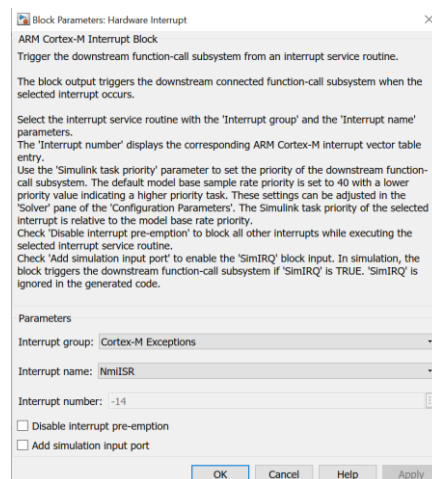 Block Parameters: Hardware Interrupt
ARM Cortex-M Interrupt Block
Trigger the downstream function-call subsystem from an interrupt service routine.
The block output triggers the downstream connected function-call subsystem when the
selected interrupt occurs.
Select the interrupt service routine with the 'Interrupt group' and the 'Interrupt name'
parameters.
The 'Interrupt number' displays the corresponding ARM Cortex-M interrupt vector table
entry.
Use the 'Simulink task priority' parameter to set the priority of the downstream function-
call subsystem. The default model base sample rate priority is set to 40 with a lower
priority value indicating a higher priority task. These settings can be adjusted in the
'Solver' pane of the 'Configuration Parameters'. The Simulink task priority of the selected
interrupt is relative to the model base rate priority.
Check 'Disable interrupt pre-emption' to block all other interrupts while executing the
selected interrupt service routine.
Check 'Add simulation input port' to enable the 'SimIRQ' block input. In simulation, the
block triggers the downstream function-call subsystem if 'SimIRQ' is TRUE. 'SimIRQ' is
ignored in the generated code.
Parameters
Interrupt group: Cortex-M Exceptions
Interrupt name: NmiISR
Interrupt number: -14
Disable interrupt pre-emption
Add simulation input port
OK Cancel Help Apply